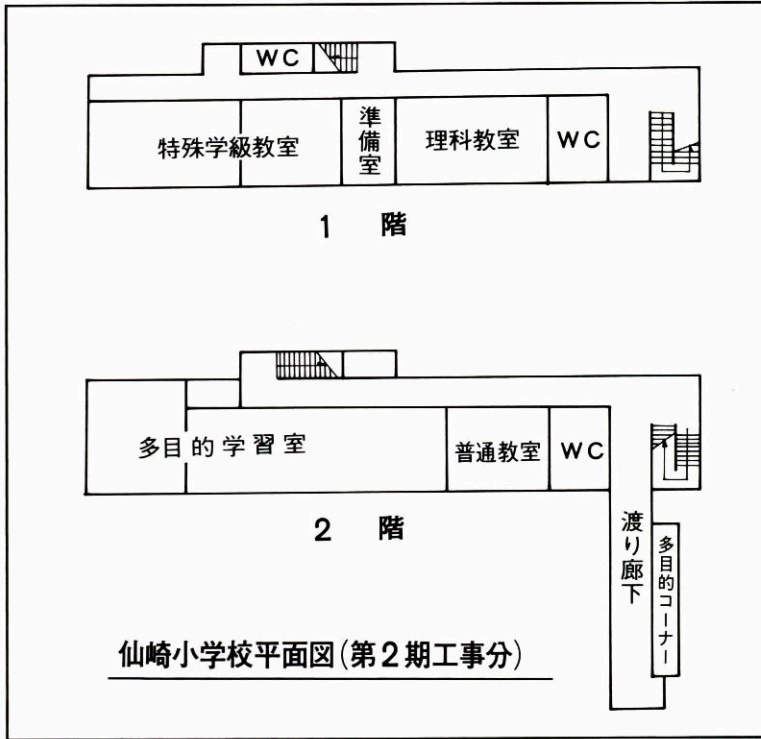 WC
特殊学級教室
準備室
理科教室
WC
1 階
多目的学習室
普通教室
WC
渡り廊下
多目的コーナー
2 階
仙崎小学校平面図(第2期工事分)